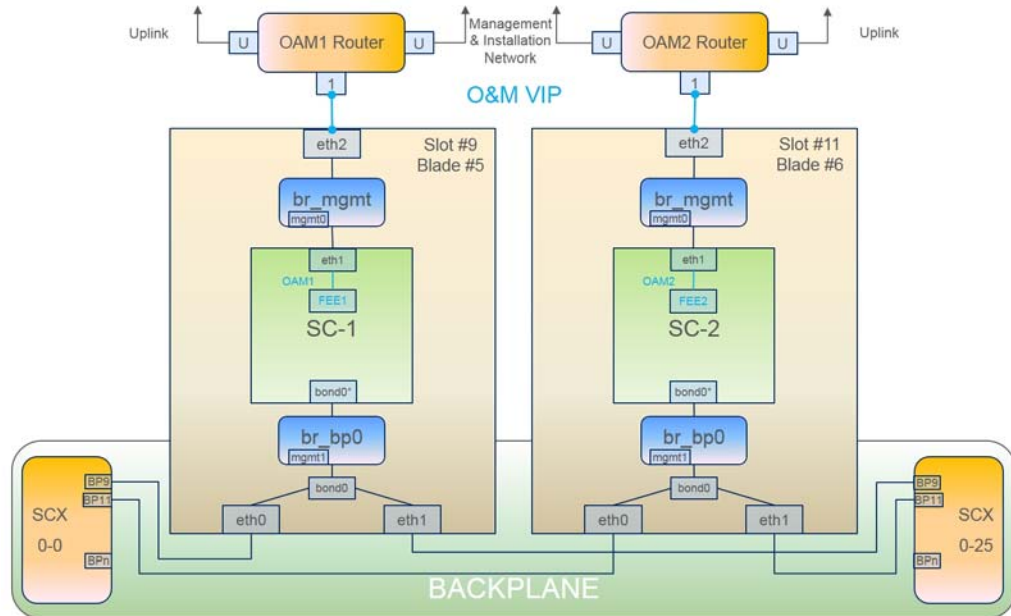 Uplink
U
OAM1 Router
U
1
Management
& Installation
Network
U
OAM2 Router
U
1
Uplink
O&M VIP
eth2
Slot #9
Blade #5
br_mgmt
mgmt0
eth1
OAM1
FEE1
SC-1
bond0*
br_bp0
mgmt1
bond0
eth0
eth1
eth2
Slot #11
Blade #6
br_mgmt
mgmt0
eth1
OAM2
FEE2
SC-2
bond0*
br_bp0
mgmt1
bond0
eth0
eth1
SCX
0-0
BP9
BP11
BPn
BP9
BP11
BPn
SCX
0-25
BACKPLANE